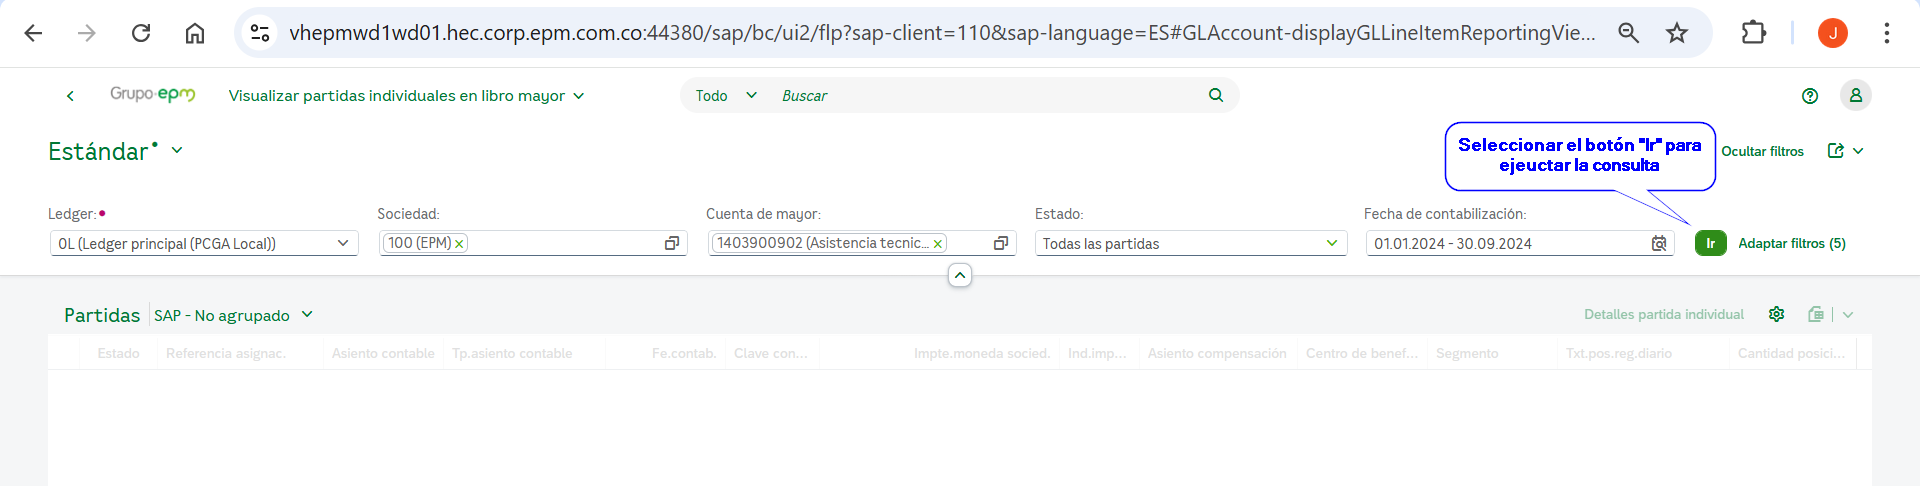 vhepmwd1wd01.hec.corp.epm.com.co:44380/sap/bc/ui2/flp?sap-client=110&sap-language=ES#GLAccount-displayGLLineItemReportingVie...
J
Grupo·epm
Visualizar partidas individuales en libro mayor
Todo
Buscar
Estándar*
Seleccionar el botón "Ir" para
ejeuctar la consulta
Ocultar filtros
Ledger:
Sociedad:
Cuenta de mayor:
Estado:
Fecha de contabilización:
0L (Ledger principal (PCGA Local))
100 (EPM)
1403900902 (Asistencia tecnic...
Todas las partidas
01.01.2024 - 30.09.2024
Ir
Adaptar filtros (5)
Partidas
SAP - No agrupado
Detalles partida individual
Estado
Referencia asignac.
Asiento contable
Tp.asiento contable
Fe.contab.
Clave con...
Impte.moneda socied.
Ind.imp...
Asiento compensación
Centro de benef...
Segmento
Txt.pos.reg.diario
Cantidad posici...